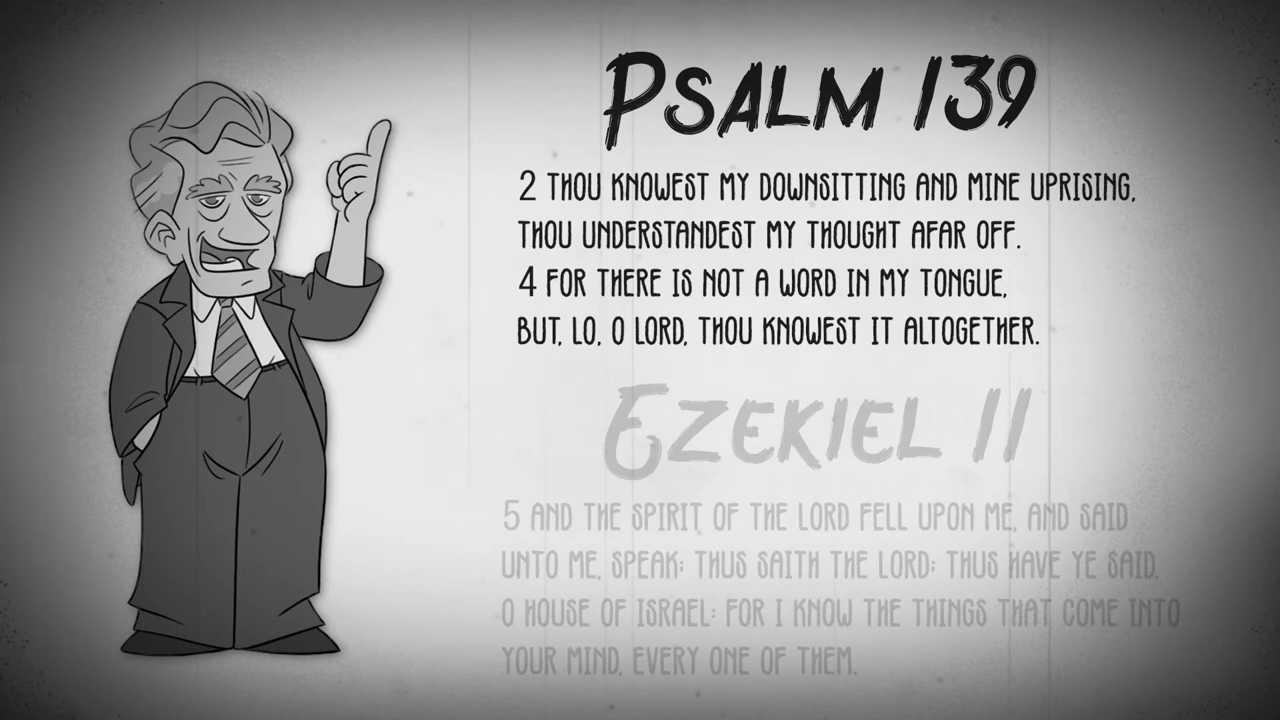 PSALM 139
2 THOU KNOWEST MY DOWNSITTING AND MINE UPRISING,
THOU UNDERSTANDEST MY THOUGHT AFAR OFF.
4 FOR THERE IS NOT A WORD IN MY TONGUE,
BUT, LO, O LORD, THOU KNOWEST IT ALTOGETHER.
EZEKIEL 11
5 AND THE SPIRIT OF THE LORD FELL UPON ME, AND SAID
UNTO ME, SPEAK; THUS SAITH THE LORD; THUS HAVE YE SAID,
O HOUSE OF ISRAEL: FOR I KNOW THE THINGS THAT COME INTO
YOUR MIND, EVERY ONE OF THEM.